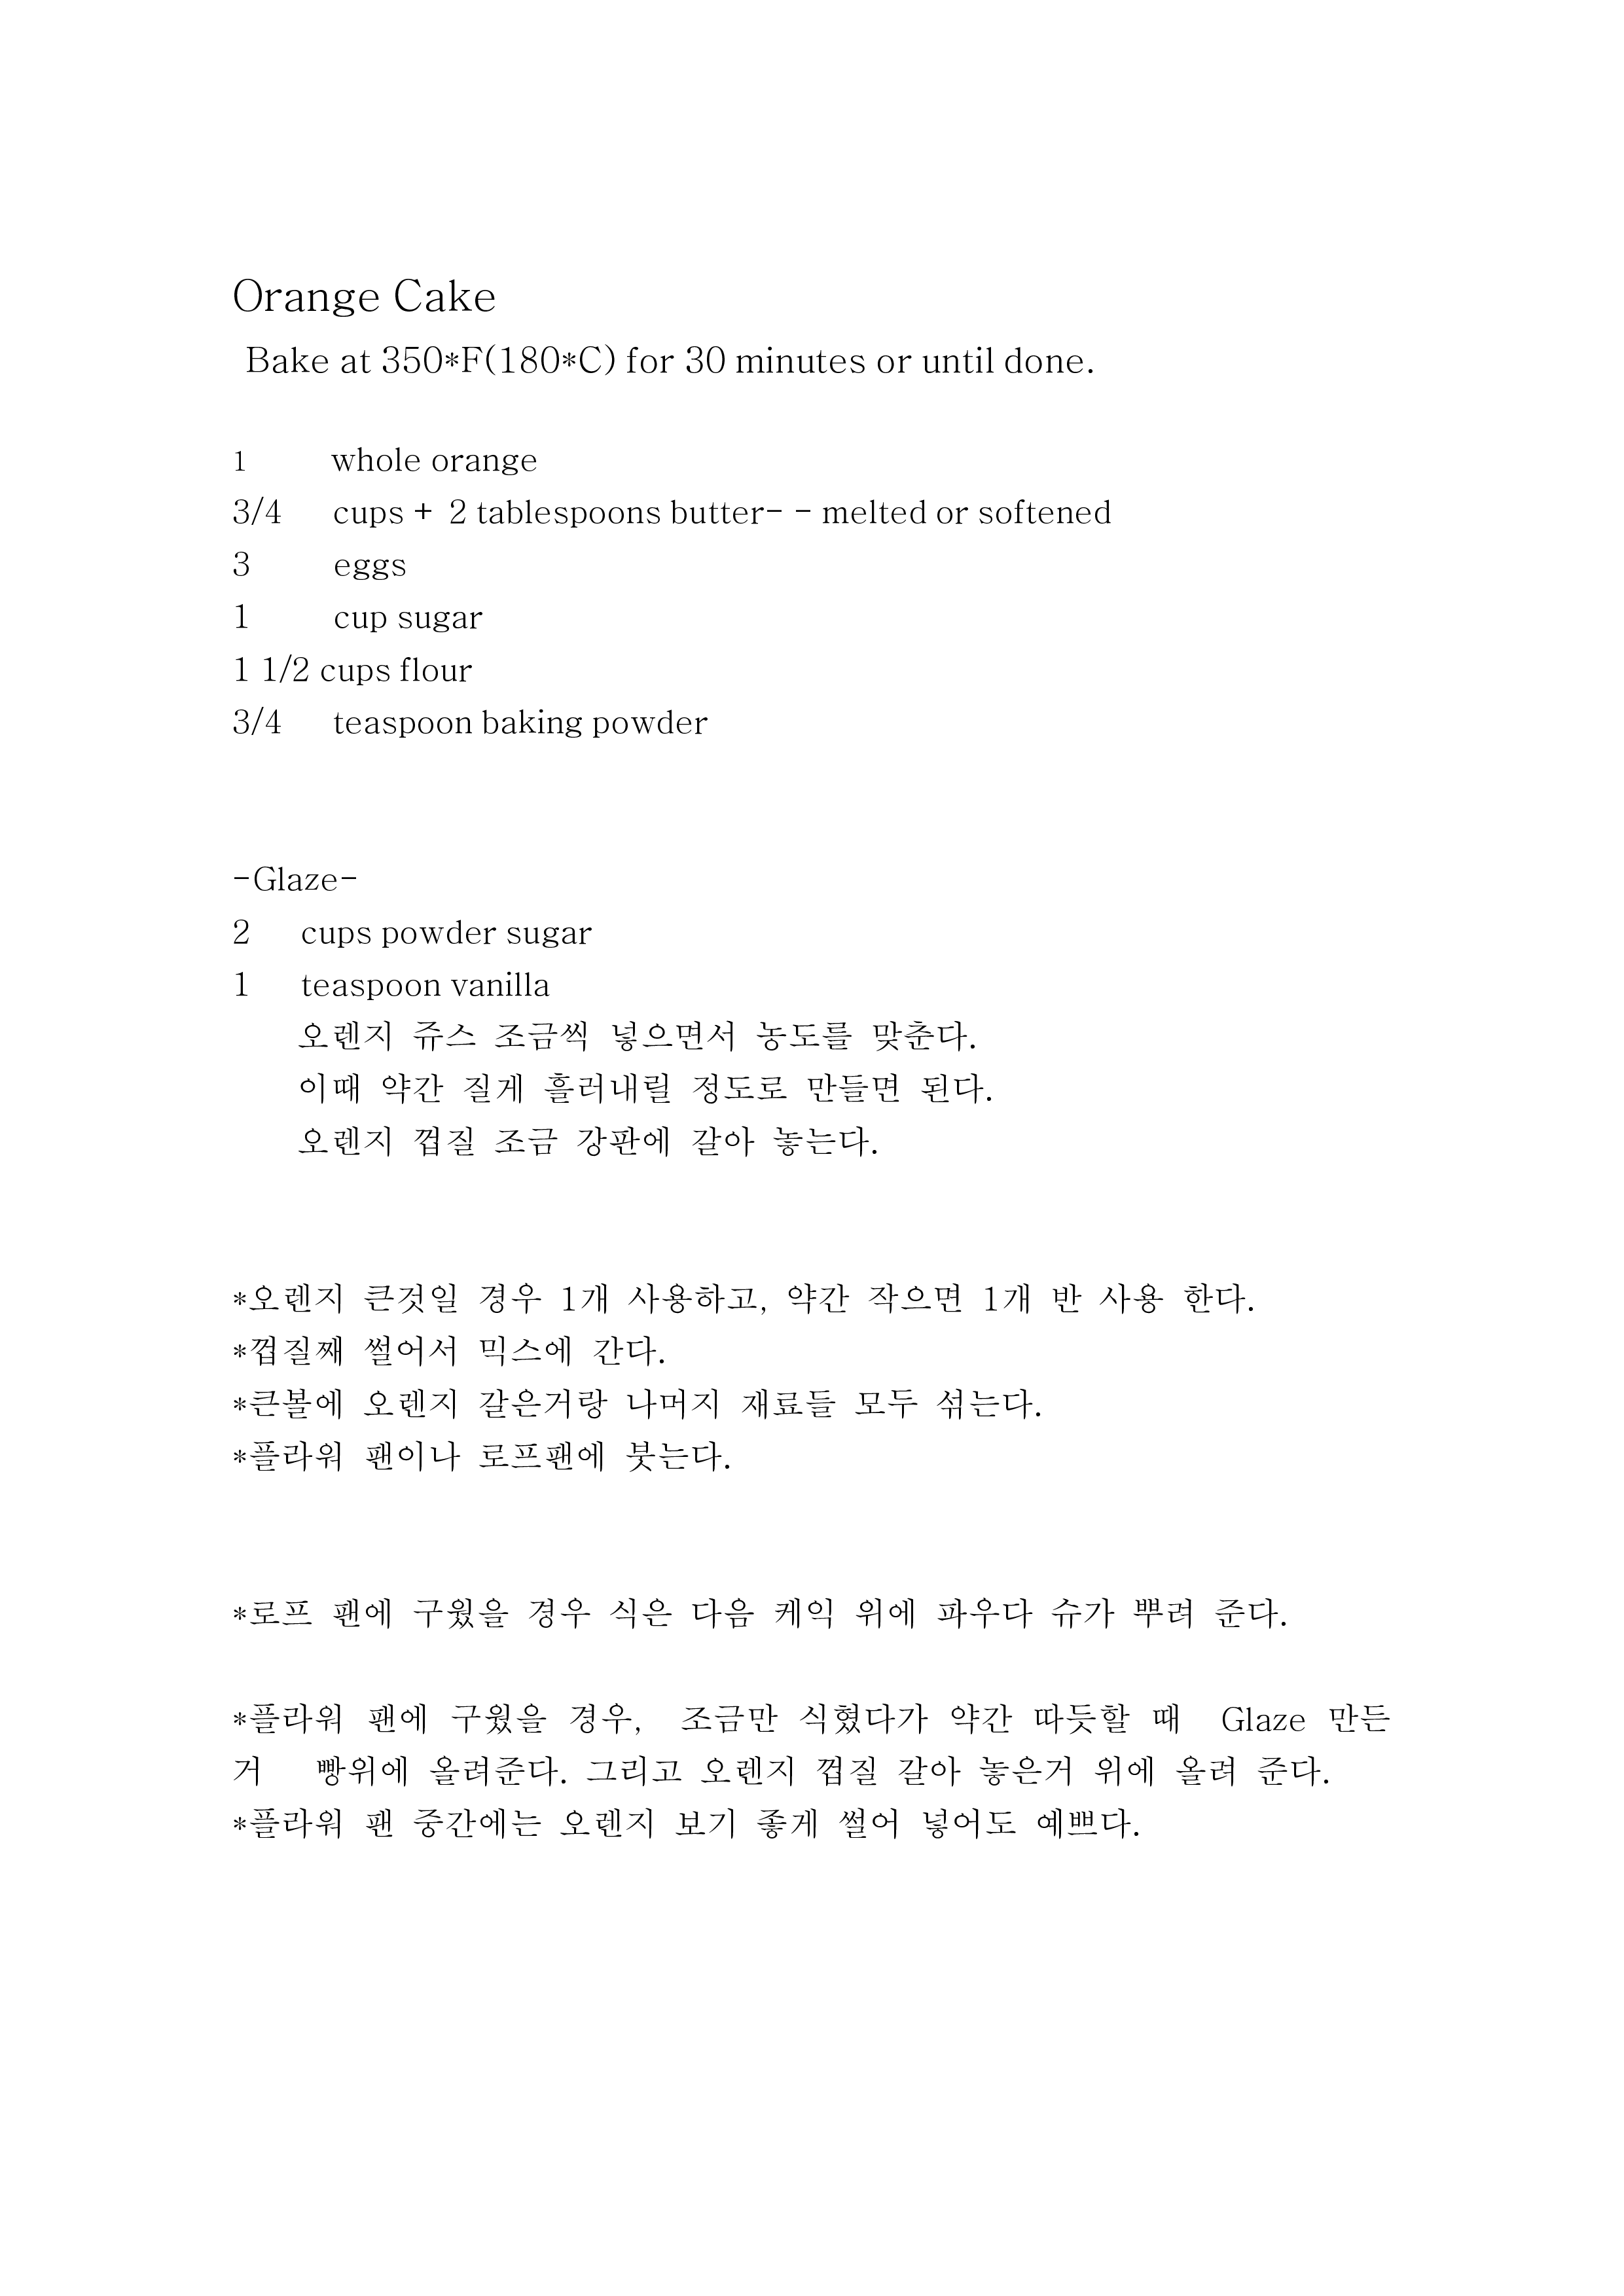 Orange Cake
Bake at 350*F(180*C) for 30 minutes or until done.
1 whole orange
3/4 cups + 2 tablespoons butter- - melted or softened
3 eggs
1 cup sugar
1 1/2 cups flour
3/4 teaspoon baking powder
-Glaze-
2 cups powder sugar
1 teaspoon vanilla
오렌지 쥬스 조금씩 넣으면서 농도를 맞춘다.
이때 약간 질게 흘러내릴 정도로 만들면 된다.
오렌지 껍질 조금 강판에 갈아 놓는다.
*오렌지 큰것일 경우 1개 사용하고, 약간 작으면 1개 반 사용 한다.
*껍질째 썰어서 믹스에 간다.
*큰볼에 오렌지 같은거랑 나머지 재료들 모두 섞는다.
*플라워 팬이나 로프팬에 붓는다.
*로프 팬에 구웠을 경우 식은 다음 케익 위에 파우다 슈가 뿌려 준다.
*플라워 팬에 구웠을 경우, 조금만 식혔다가 약간 따듯할 때 Glaze 만든
거 빵위에 올려준다. 그리고 오렌지 껍질 갈아 놓은거 위에 올려 준다.
*플라워 팬 중간에는 오렌지 보기 좋게 썰어 넣어도 예쁘다.